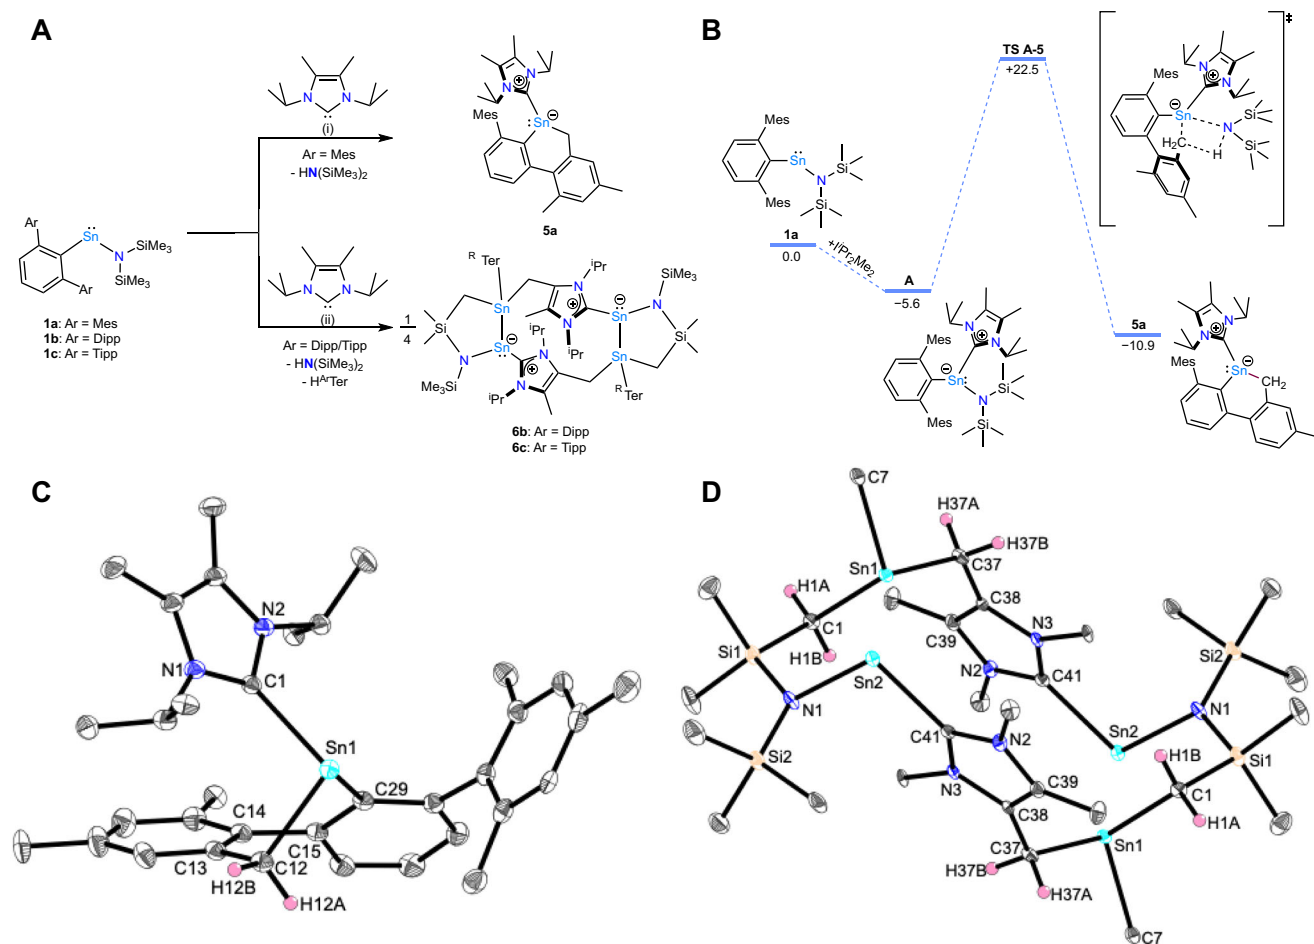 A
N
N
(i)
Ar = Mes
- HN(SiMe3)2
N
N
Mes
:Sn
5a
Ar
Sn
N
SiMe3
SiMe3
Ar
1a: Ar = Mes
1b: Ar = Dipp
1c: Ar = Tipp
N
N
(ii)
Ar = Dipp/Tipp
- HN(SiMe3)2
- HArTer
1
4
RTer
iPr
SiMe3
Sn
N
N
Sn
N
Si
iPr
iPr
iPr
Si
Sn
Sn
N
N
N
Me3Si
iPr
RTer
6b: Ar = Dipp
6c: Ar = Tipp
B
Mes
Sn
Si
N
Mes
Si
1a
0.0
+IiPr2Me2
A
−5.6
Mes
N
N
Sn:
Si
N
Mes
Si
TS A-5
+22.5
‡
Mes
N
N
Sn
Si
N
H2C
H
Si
5a
−10.9
N
N
Mes
:Sn
CH2
C
N2
N1
C1
Sn1
C29
C14
C15
C13
C12
H12B
H12A
D
C7
H37A
H37B
Sn1
C37
H1A
C1
C38
N3
C39
Si1
H1B
Sn2
N2
C41
Si2
N1
N1
Sn2
C41
N2
Si2
H1B
Si1
N3
C39
C1
C38
H1A
C37
Sn1
H37B
H37A
C7